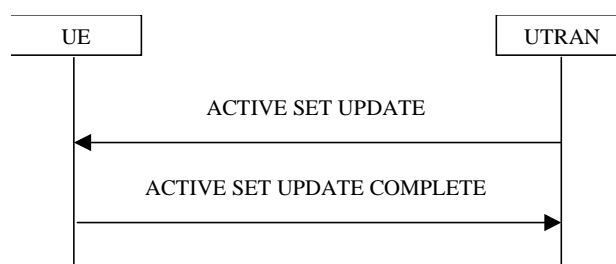 UE
UTRAN
ACTIVE SET UPDATE
ACTIVE SET UPDATE COMPLETE